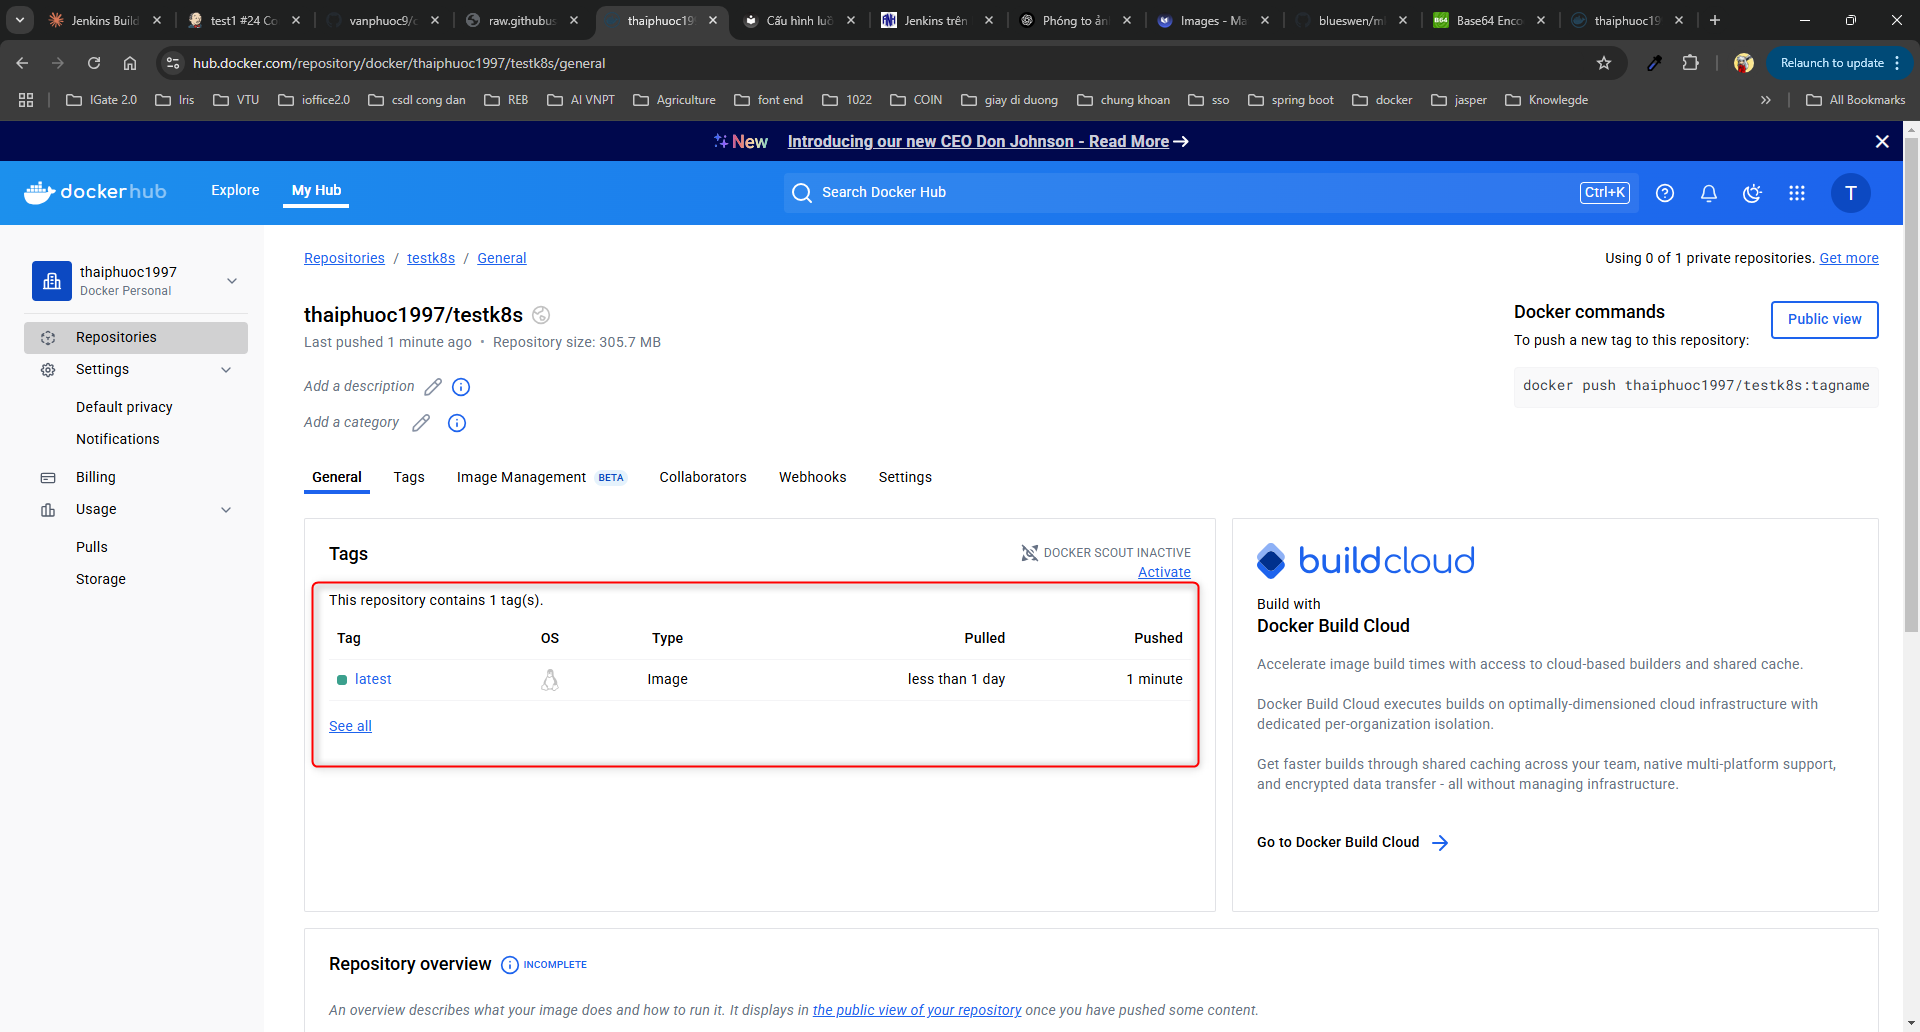 Jenkins Build
test1 #24 Co
vanphuoc9/c
raw.githubus
thaiphuoc199
Cấu hình luồ
Jenkins trên
Phóng to ản
Images - Ma
blueswen/ml
Base64 Enco
thaiphuoc199
hub.docker.com/repository/docker/thaiphuoc1997/testk8s/general
Relaunch to update
IGate 2.0
Iris
VTU
ioffice2.0
csdl cong dan
REB
AI VNPT
Agriculture
font end
1022
COIN
giay di duong
chung khoan
sso
spring boot
docker
jasper
Knowlegde
All Bookmarks
New Introducing our new CEO Don Johnson - Read More
dockerhub
Explore
My Hub
Search Docker Hub
Ctrl+K
T
thaiphuoc1997
Docker Personal
Repositories
Settings
Default privacy
Notifications
Billing
Usage
Pulls
Storage
Repositories / testk8s / General
Using 0 of 1 private repositories. Get more
thaiphuoc1997/testk8s
Last pushed 1 minute ago • Repository size: 305.7 MB
Add a description
Add a category
Docker commands
Public view
To push a new tag to this repository:
docker push thaiphuoc1997/testk8s:tagname
General
Tags
Image Management BETA
Collaborators
Webhooks
Settings
Tags
DOCKER SCOUT INACTIVE
Activate
This repository contains 1 tag(s).
Tag OS Type Pulled Pushed
latest Image less than 1 day 1 minute
See all
buildcloud
Build with
Docker Build Cloud
Accelerate image build times with access to cloud-based builders and shared cache.
Docker Build Cloud executes builds on optimally-dimensioned cloud infrastructure with
dedicated per-organization isolation.
Get faster builds through shared caching across your team, native multi-platform support,
and encrypted data transfer - all without managing infrastructure.
Go to Docker Build Cloud
Repository overview INCOMPLETE
An overview describes what your image does and how to run it. It displays in the public view of your repository once you have pushed some content.